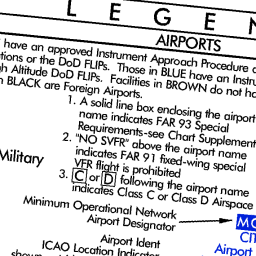 LEGEN
AIRPORTS
have an approved Instrument Approach Procedure
tions or the DoD FLIPs. Those in BLUE have an Instru
gh Altitude DoD FLIPs. Facilities in BROWN do not ha
n BLACK are Foreign Airports.
1. A solid line box enclosing the airport
name indicates FAR 93 Special
Requirements-see Chart Supplement
2. "NO SVFR" above the airport name
indicates FAR 91 fixed-wing special
VFR flight is prohibited
Military
3. C or D following the airport name
indicates Class C or Class D Airspace
Minimum Operational Network
Airport Designator
MO
CIT
Airport Ident
Airport
ICAO Location Indicator